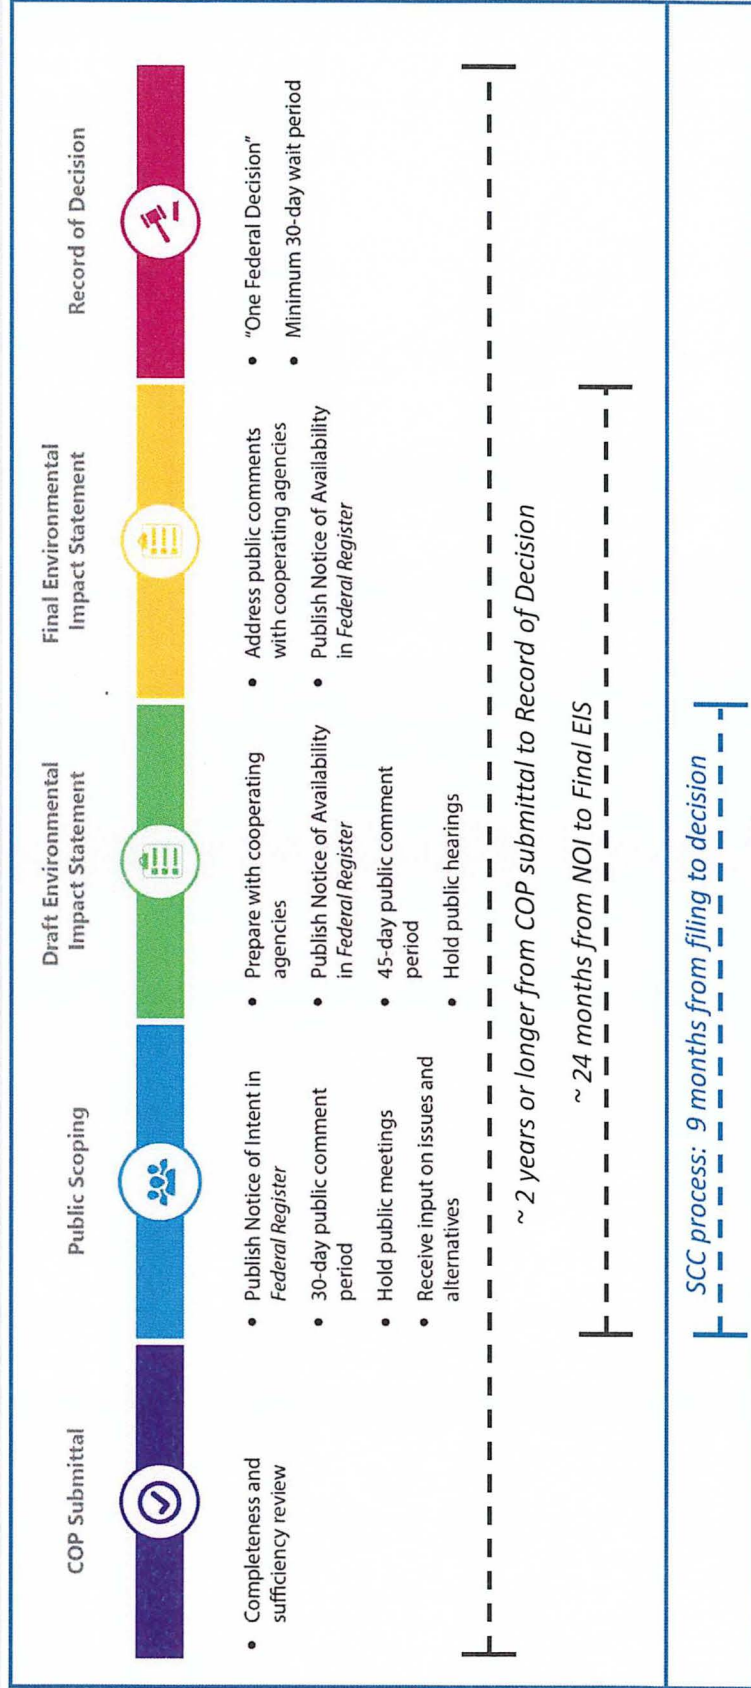 COP Submittal
• Completeness and
sufficiency review
Public Scoping
• Publish Notice of Intent in
Federal Register
• 30-day public comment
period
• Hold public meetings
• Receive input on issues and
alternatives
Draft Environmental
Impact Statement
• Prepare with cooperating
agencies
• Publish Notice of Availability
in Federal Register
• 45-day public comment
period
• Hold public hearings
Final Environmental
Impact Statement
• Address public comments
with cooperating agencies
• Publish Notice of Availability
in Federal Register
Record of Decision
• "One Federal Decision"
• Minimum 30-day wait period
~ 2 years or longer from COP submittal to Record of Decision
~ 24 months from NOI to Final EIS
SCC process: 9 months from filing to decision